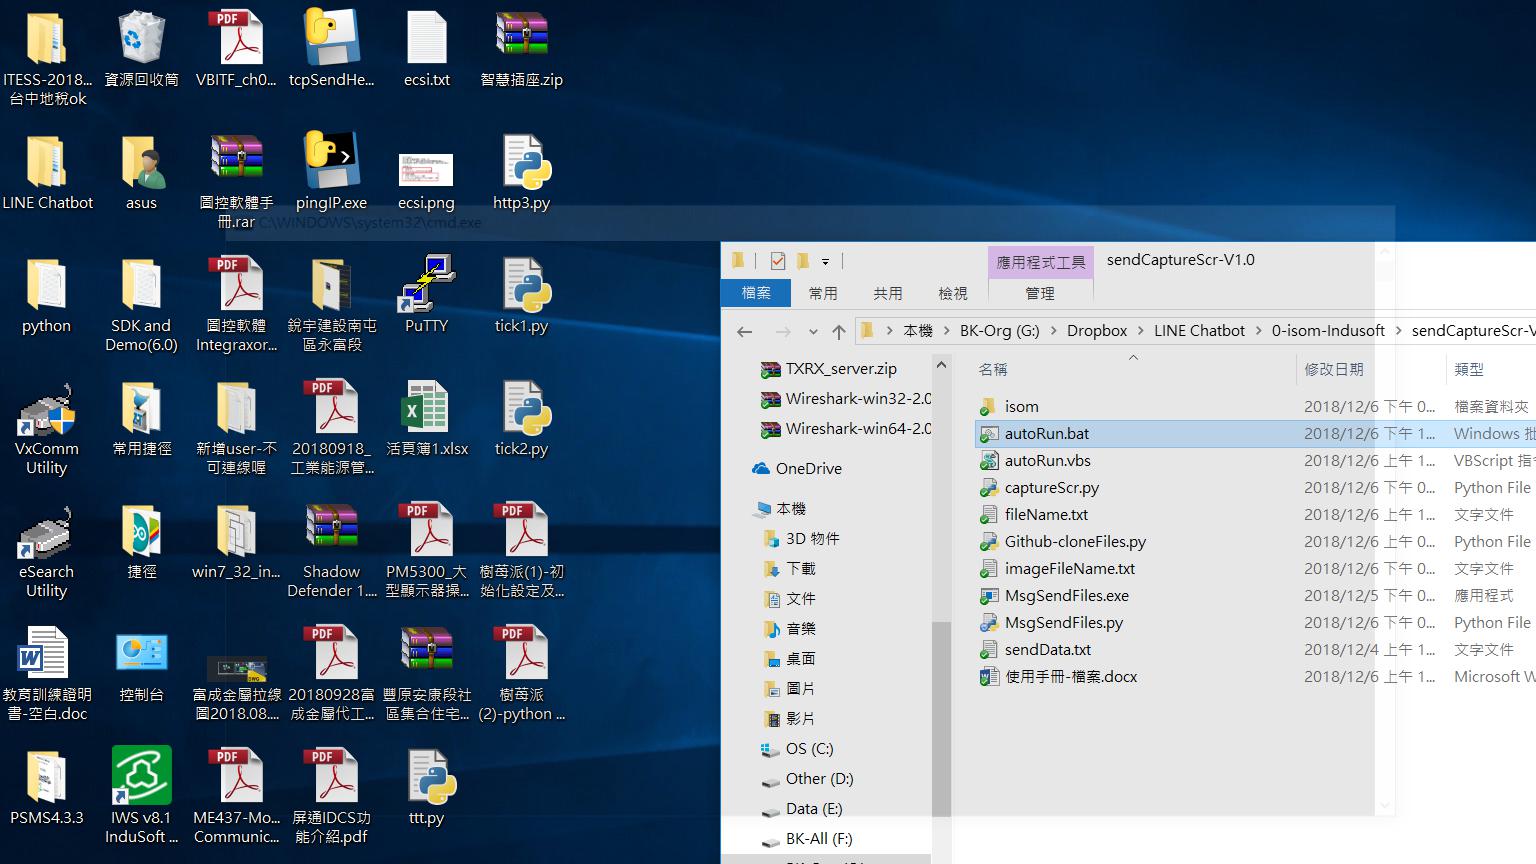 ITESS-2018...
台中地稅ok
資源回收筒
VBITF_ch0...
tcpSendHe...
ecsi.txt
智慧插座.zip
LINE Chatbot
asus
圖控軟體手
冊.rar
pingIP.exe
ecsi.png
http3.py
C:\WINDOWS\system32\cmd.exe
python
SDK and
Demo(6.0)
圖控軟體
Integraxor...
銳宇建設南屯
區永富段
PuTTY
tick1.py
VxComm
Utility
常用捷徑
新增user-不
可連線喔
20180918_
工業能源管...
活頁簿1.xlsx
tick2.py
eSearch
Utility
捷徑
win7_32_in...
Shadow
Defender 1....
PM5300_大
型顯示器操...
樹苺派(1)-初
始化設定及...
教育訓練證明
書-空白.doc
控制台
富成金屬拉線
圖2018.08....
20180928富
成金屬代工...
豐原安康段社
區集合住宅...
樹苺派
(2)-python ...
PSMS4.3.3
IWS v8.1
InduSoft ...
ME437-Mo...
Communic...
屏通IDCS功
能介紹.pdf
ttt.py
應用程式工具
sendCaptureScr-V1.0
檔案
常用
共用
檢視
管理
本機 > BK-Org (G:) > Dropbox > LINE Chatbot > 0-isom-Indusoft > sendCaptureScr-V
TXRX_server.zip
Wireshark-win32-2.0
Wireshark-win64-2.0
OneDrive
本機
3D 物件
下載
文件
音樂
桌面
圖片
影片
OS (C:)
Other (D:)
Data (E:)
BK-All (F:)
名稱 修改日期 類型
isom 2018/12/6 下午 0... 檔案資料夾
autoRun.bat 2018/12/6 下午 1... Windows 批
autoRun.vbs 2018/12/6 上午 1... VBScript 指
captureScr.py 2018/12/6 下午 0... Python File
fileName.txt 2018/12/6 上午 1... 文字文件
Github-cloneFiles.py 2018/12/6 下午 0... Python File
imageFileName.txt 2018/12/6 下午 0... 文字文件
MsgSendFiles.exe 2018/12/5 下午 0... 應用程式
MsgSendFiles.py 2018/12/6 下午 0... Python File
sendData.txt 2018/12/4 上午 1... 文字文件
使用手冊-檔案.docx 2018/12/6 上午 1... Microsoft W